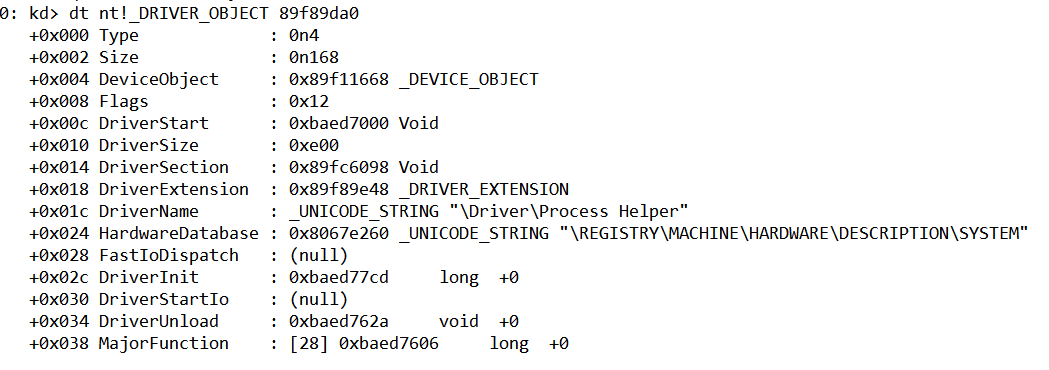 0: kd> dt nt!_DRIVER_OBJECT 89f89da0
   +0x000 Type             : 0n4
   +0x002 Size             : 0n168
   +0x004 DeviceObject     : 0x89f11668 _DEVICE_OBJECT
   +0x008 Flags            : 0x12
   +0x00c DriverStart      : 0xbaed7000 Void
   +0x010 DriverSize       : 0xe00
   +0x014 DriverSection    : 0x89fc6098 Void
   +0x018 DriverExtension  : 0x89f89e48 _DRIVER_EXTENSION
   +0x01c DriverName       : _UNICODE_STRING "\Driver\Process Helper"
   +0x024 HardwareDatabase : 0x8067e260 _UNICODE_STRING "\REGISTRY\MACHINE\HARDWARE\DESCRIPTION\SYSTEM"
   +0x028 FastIoDispatch   : (null)
   +0x02c DriverInit       : 0xbaed77cd     long  +0
   +0x030 DriverStartIo    : (null)
   +0x034 DriverUnload     : 0xbaed762a     void  +0
   +0x038 MajorFunction    : [28] 0xbaed7606     long  +0